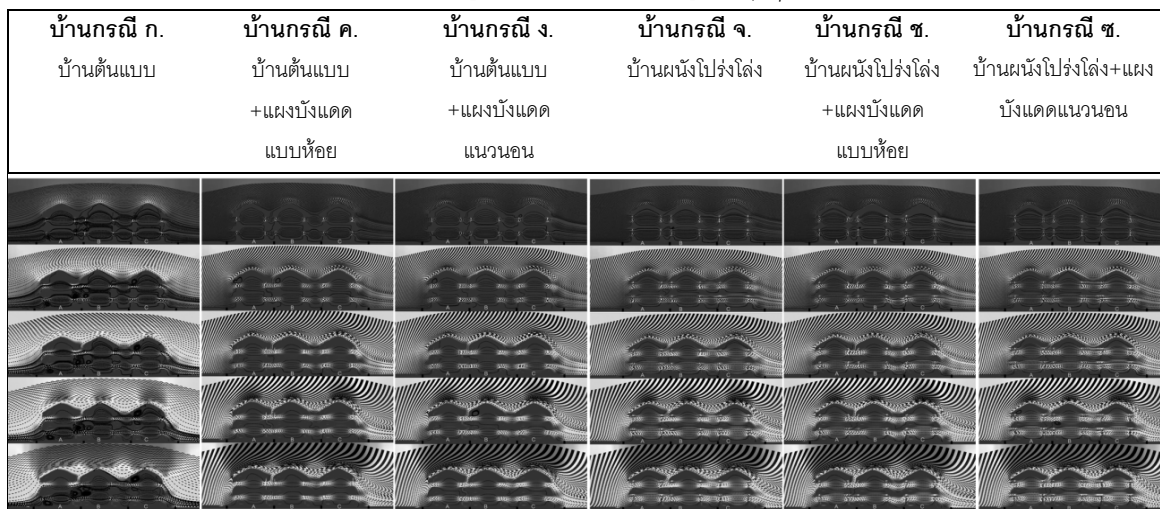 บ้านกรณี ก. บ้านกรณี ค. บ้านกรณี ง. บ้านกรณี จ. บ้านกรณี ช. บ้านกรณี ซ.
บ้านต้นแบบ บ้านต้นแบบ บ้านต้นแบบ บ้านผนังโปร่งโล่ง บ้านผนังโปร่งโล่ง บ้านผนังโปร่งโล่ง+แผง
+แผงบังแดด +แผงบังแดด +แผงบังแดด บังแดดแนวนอน
แบบห้อย แนวนอน แบบห้อย